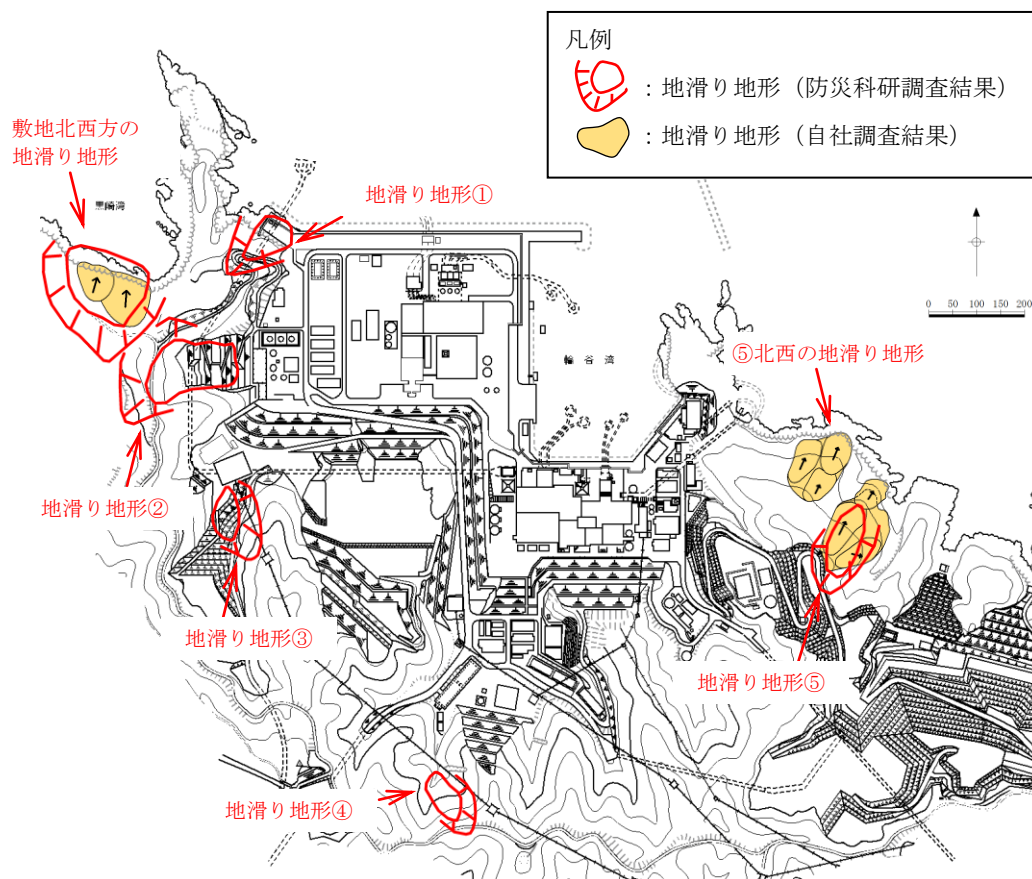 凡例
:地滑り地形（防災科研調査結果）
:地滑り地形（自社調査結果）
敷地北西方の
地滑り地形
黒崎湾
地滑り地形①
0 50 100 150 200
輪谷湾
⑤北西の地滑り地形
地滑り地形②
地滑り地形③
地滑り地形⑤
地滑り地形④